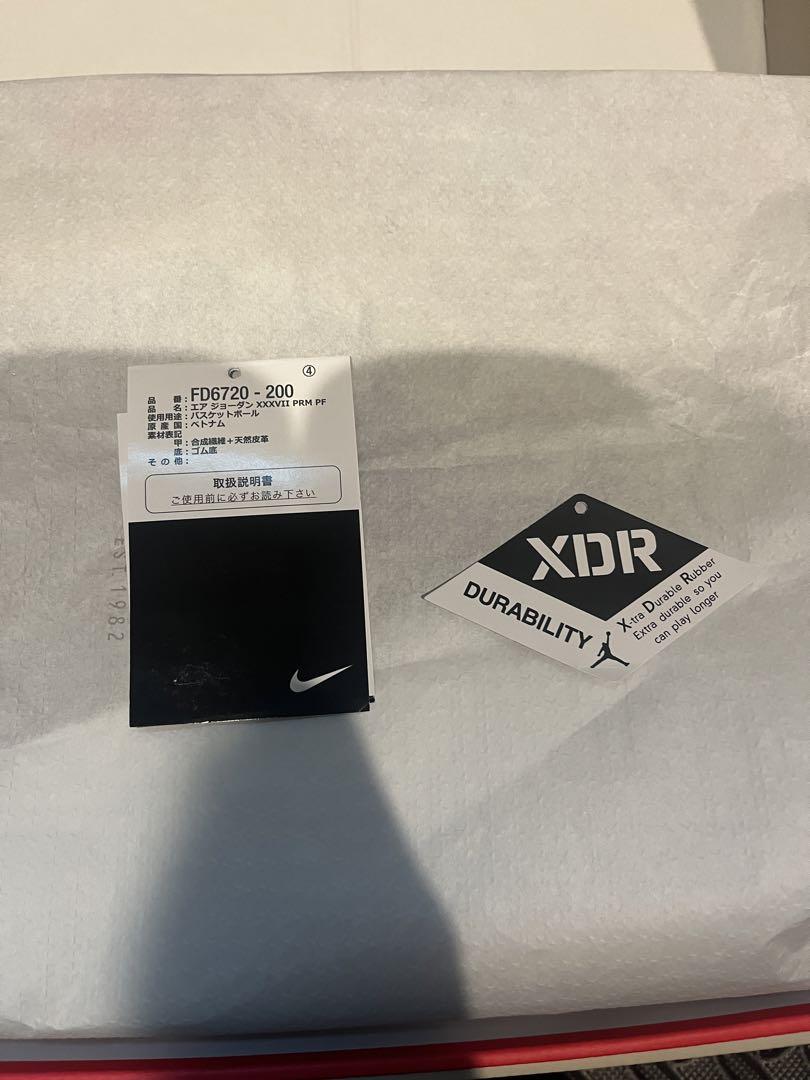 ④
品番：FD6720 - 200
品名：エア ジョーダン XXXVII PRM PF
使用用途：バスケットボール
原産国：ベトナム
素材表記
甲：合成繊維＋天然皮革
底：ゴム底
その他：
取扱説明書
ご使用前に必ずお読み下さい
EST. 1982
XDR
DURABILITY
X-tra Durable Rubber
Extra durable so you
can play longer